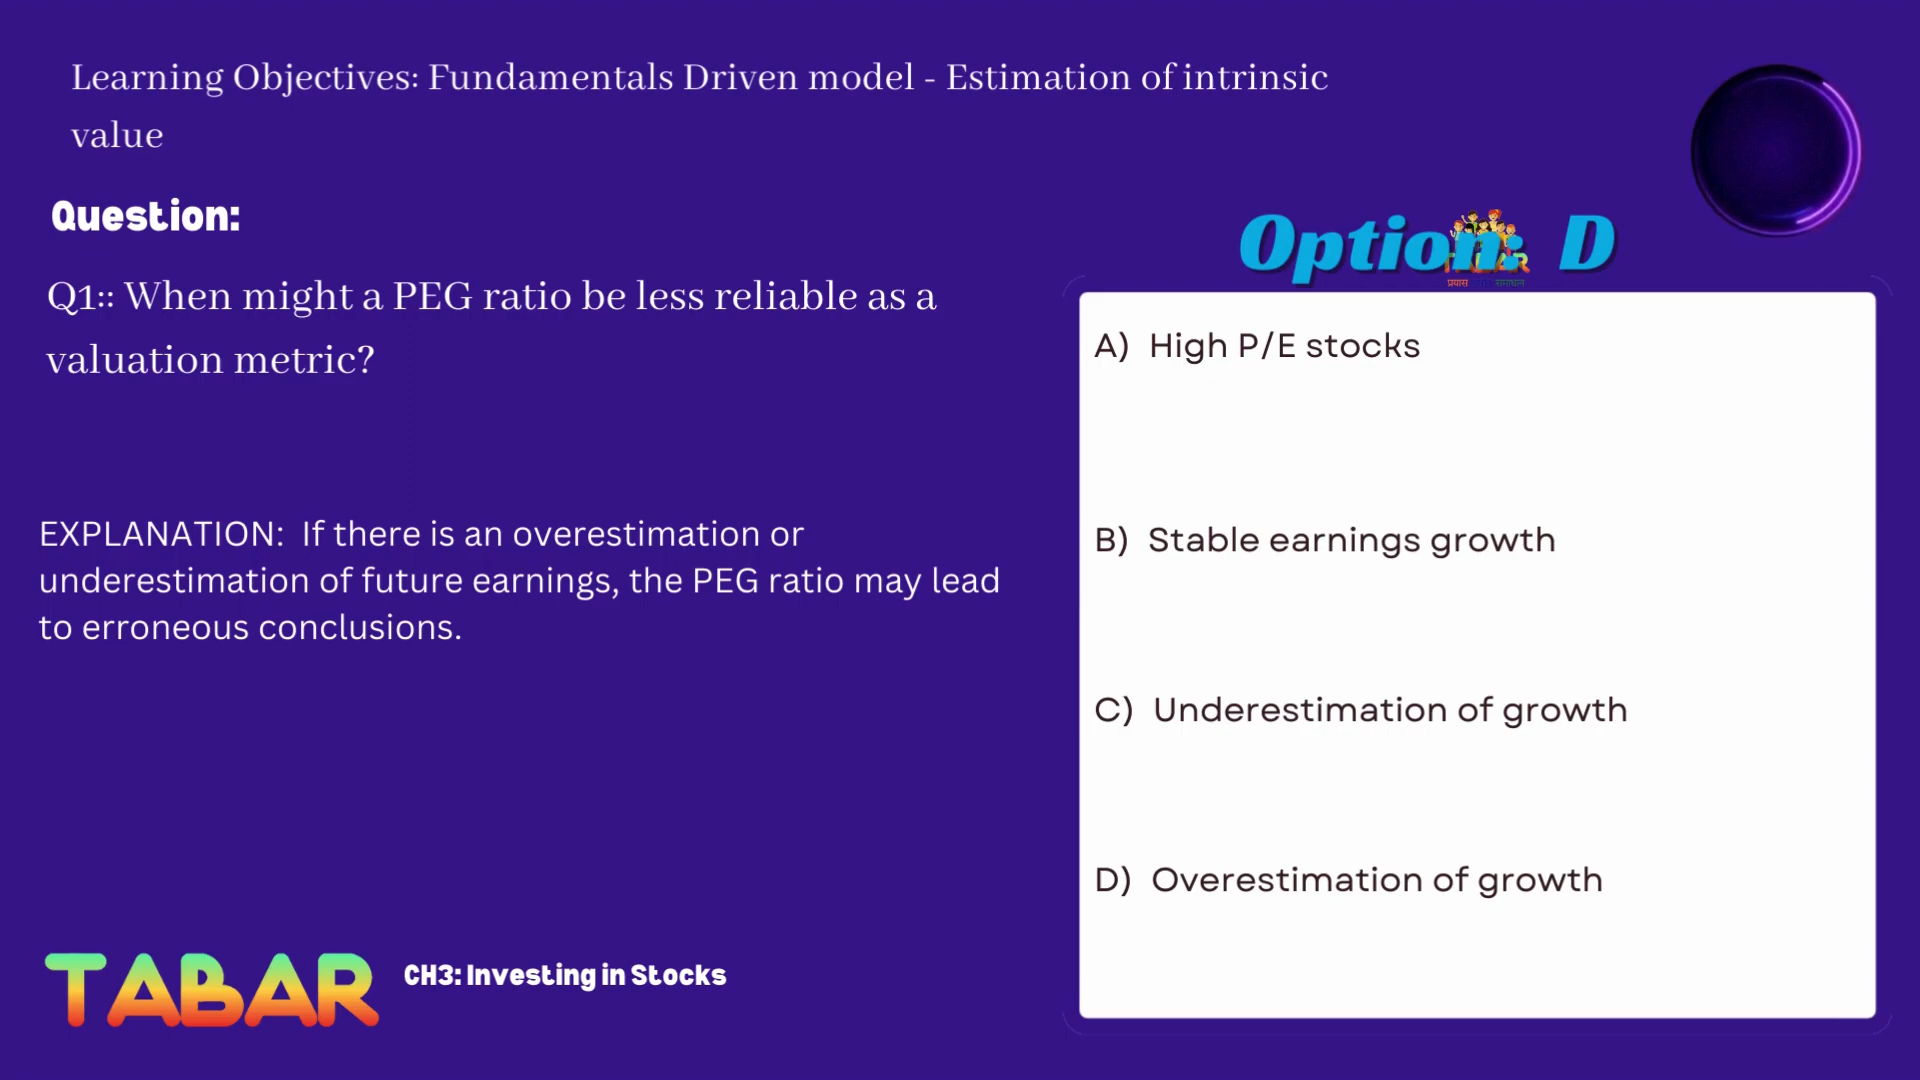 Learning Objectives: Fundamentals Driven model - Estimation of intrinsic
value
Question:
Q1:: When might a PEG ratio be less reliable as a
valuation metric?
EXPLANATION: If there is an overestimation or
underestimation of future earnings, the PEG ratio may lead
to erroneous conclusions.
TABAR
CH3: Investing in Stocks
Option: D
TABAR
प्रयास समाधान
A) High P/E stocks
B) Stable earnings growth
C) Underestimation of growth
D) Overestimation of growth